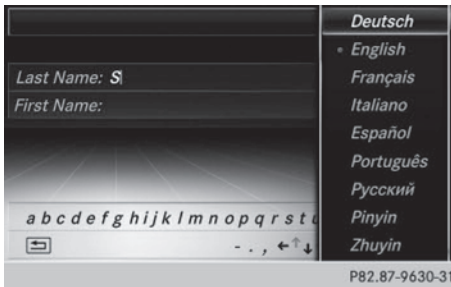 Last Name: S
First Name:
a b c d e f g h i j k l m n o p q r s t
- . , ←↑↓
Deutsch
English
Français
Italiano
Español
Português
Русский
Pinyin
Zhuyin
P82.87-9630-31